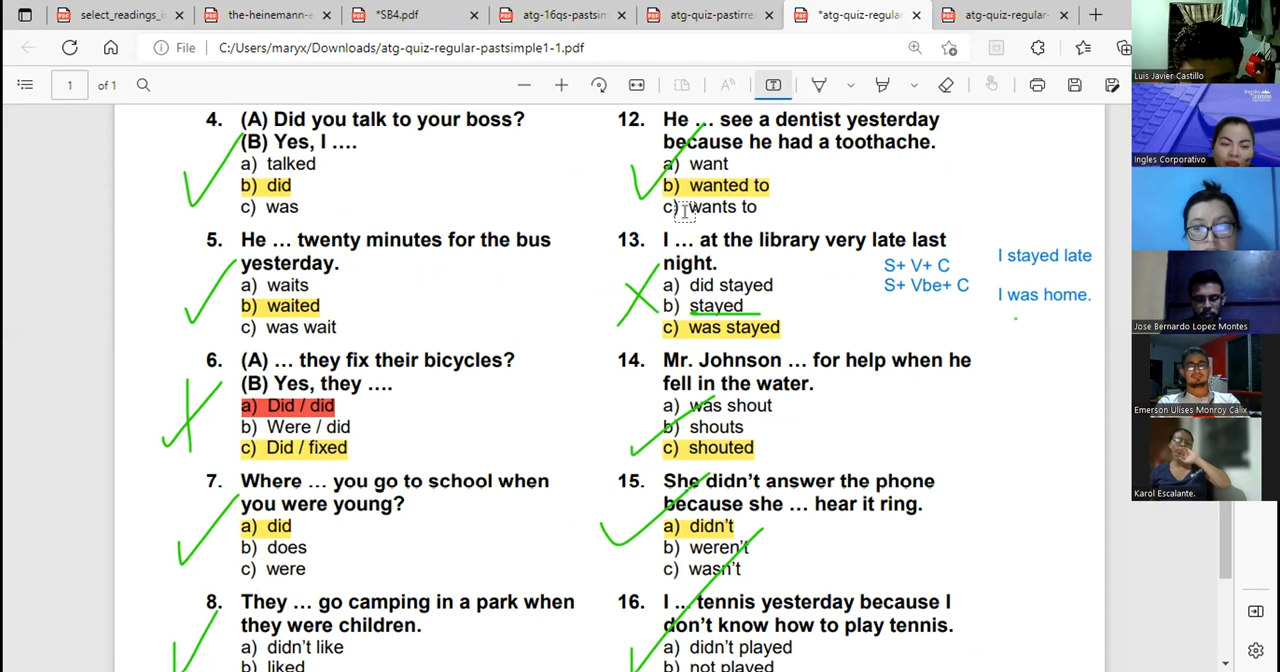 select_readings_i
the-heinemann-e
*SB4.pdf
atg-16qs-pastsim
atg-quiz-pastirre
*atg-quiz-regula
atg-quiz-regular-
File
C:/Users/maryx/Downloads/atg-quiz-regular-pastsimple1-1.pdf
1
of 1
4. (A) Did you talk to your boss?
(B) Yes, I ….
a) talked
b) did
c) was
5. He … twenty minutes for the bus
yesterday.
a) waits
b) waited
c) was wait
6. (A) … they fix their bicycles?
(B) Yes, they ….
a) Did / did
b) Were / did
c) Did / fixed
7. Where … you go to school when
you were young?
a) did
b) does
c) were
8. They … go camping in a park when
they were children.
a) didn't like
b) liked
12. He … see a dentist yesterday
because he had a toothache.
a) want
b) wanted to
c) wants to
13. I … at the library very late last
night.
a) did stayed
b) stayed
c) was stayed
S+ V+ C
S+ Vbe+ C
I stayed late
I was home.
14. Mr. Johnson … for help when he
fell in the water.
a) was shout
b) shouts
c) shouted
15. She didn't answer the phone
because she … hear it ring.
a) didn't
b) weren't
c) wasn't
16. I … tennis yesterday because I
don't know how to play tennis.
a) didn't played
b) not played
Luis Javier Castillo
Ingles Corporativo
Jose Bernardo Lopez Montes
Emerson Ulises Monroy Cálix
Karol Escalante.